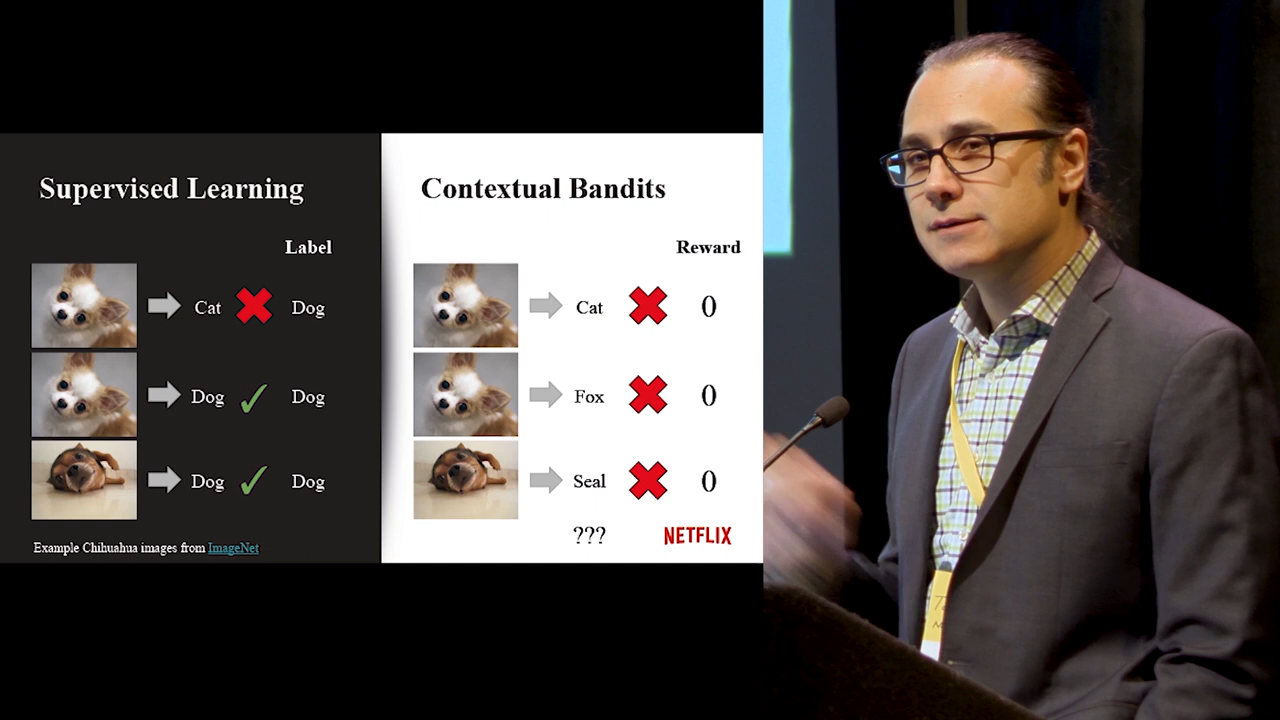 Supervised Learning
Label
Cat Dog
Dog Dog
Dog Dog
Example Chihuahua images from ImageNet
Contextual Bandits
Reward
Cat 0
Fox 0
Seal 0
???
NETFLIX